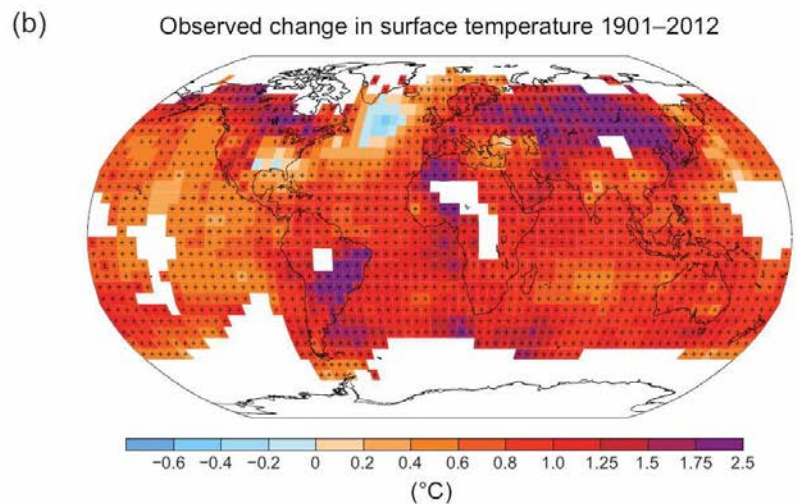 (b) Observed change in surface temperature 1901–2012
−0.6 −0.4 −0.2 0 0.2 0.4 0.6 0.8 1.0 1.25 1.5 1.75 2.5
(°C)